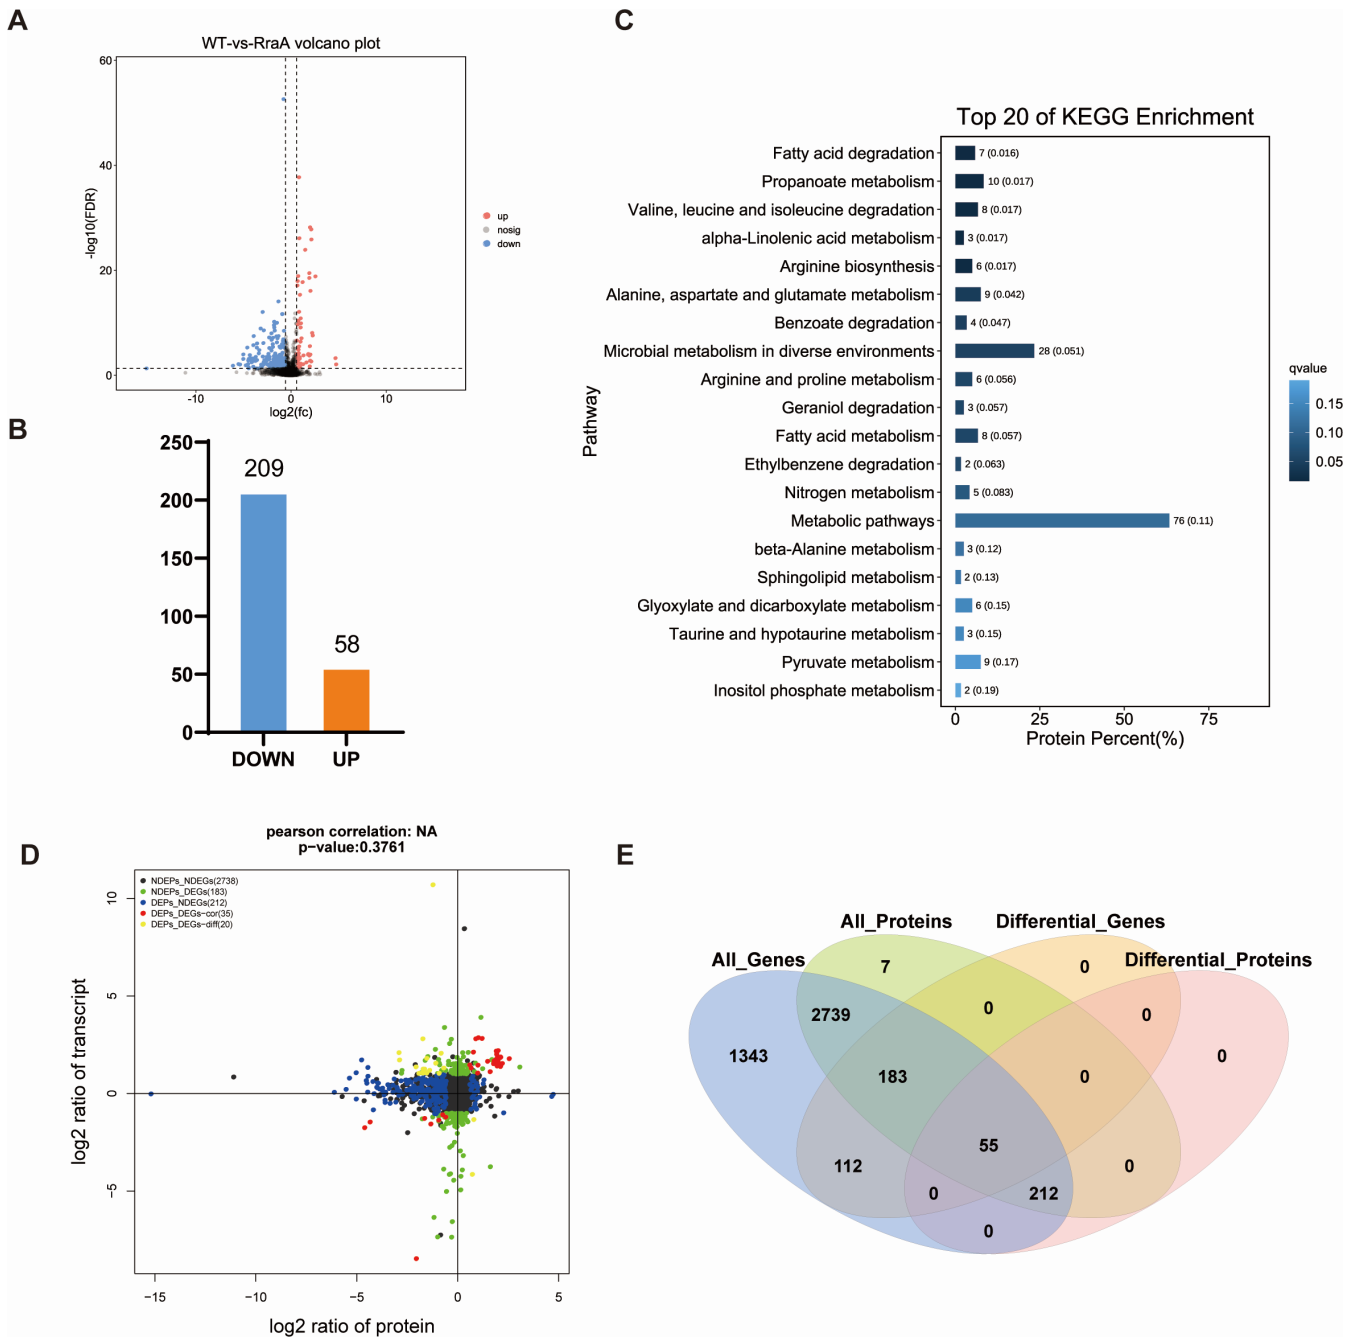 A
WT-vs-RraA volcano plot
-log10(FDR)
60
40
20
0
-10
0
10
log2(fc)
up
nosig
down
B
250
200
150
100
50
0
209
58
DOWN
UP
C
Top 20 of KEGG Enrichment
Pathway
Fatty acid degradation 7 (0.016)
Propanoate metabolism 10 (0.017)
Valine, leucine and isoleucine degradation 8 (0.017)
alpha-Linolenic acid metabolism 3 (0.017)
Arginine biosynthesis 6 (0.017)
Alanine, aspartate and glutamate metabolism 9 (0.042)
Benzoate degradation 4 (0.047)
Microbial metabolism in diverse environments 28 (0.051)
Arginine and proline metabolism 6 (0.056)
Geraniol degradation 3 (0.057)
Fatty acid metabolism 8 (0.057)
Ethylbenzene degradation 2 (0.063)
Nitrogen metabolism 5 (0.083)
Metabolic pathways 76 (0.11)
beta-Alanine metabolism 3 (0.12)
Sphingolipid metabolism 2 (0.13)
Glyoxylate and dicarboxylate metabolism 6 (0.15)
Taurine and hypotaurine metabolism 3 (0.15)
Pyruvate metabolism 9 (0.17)
Inositol phosphate metabolism 2 (0.19)
0 25 50 75
Protein Percent(%)
qvalue
0.15
0.10
0.05
D
pearson correlation: NA
p-value:0.3761
NDEPs_NDEGs(2738)
NDEPs_DEGs(183)
DEPs_NDEGs(212)
DEPs_DEGs-cor(35)
DEPs_DEGs-diff(20)
log2 ratio of transcript
10
5
0
-5
-15 -10 -5 0 5
log2 ratio of protein
E
All_Proteins Differential_Genes
All_Genes Differential_Proteins
7 0
2739 0 0
1343 183 0 0
55
112 0
0 212
0